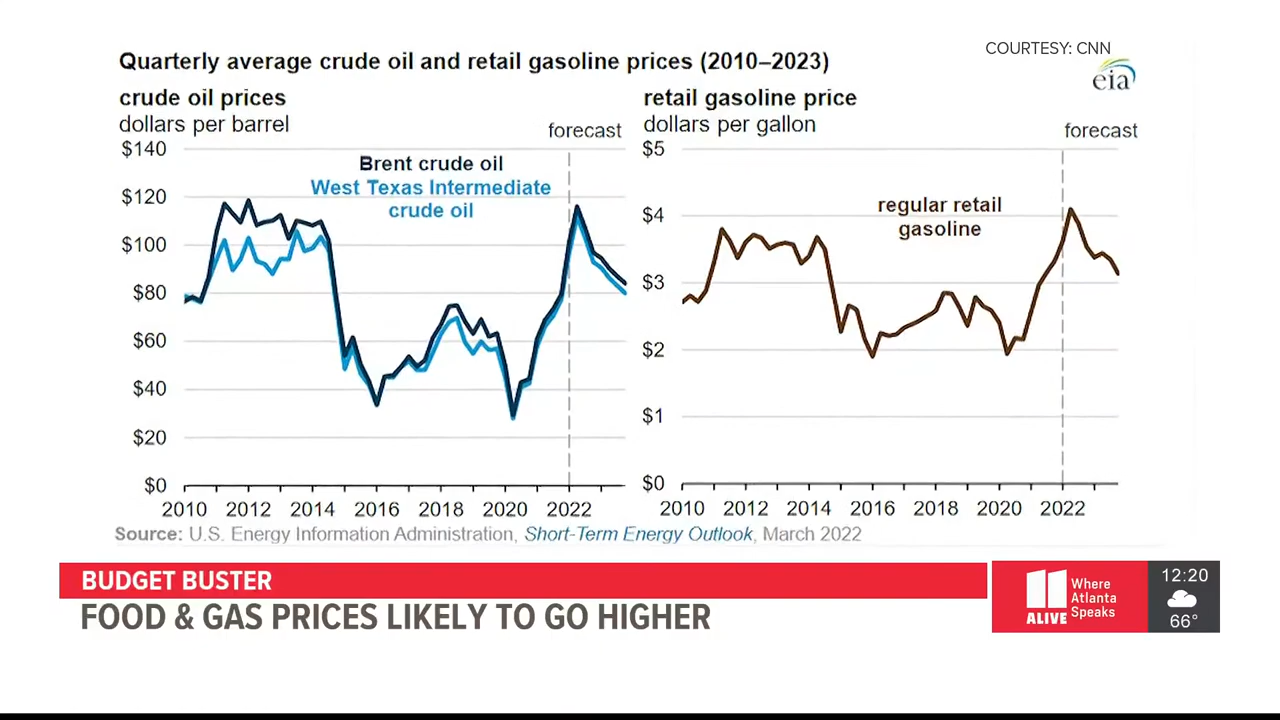 COURTESY: CNN
Quarterly average crude oil and retail gasoline prices (2010–2023)
eia
crude oil prices
dollars per barrel
forecast
$140
$120
$100
$80
$60
$40
$20
$0
Brent crude oil
West Texas Intermediate
crude oil
2010 2012 2014 2016 2018 2020 2022
retail gasoline price
dollars per gallon
forecast
$5
$4
$3
$2
$1
$0
regular retail
gasoline
2010 2012 2014 2016 2018 2020 2022
Source: U.S. Energy Information Administration, Short-Term Energy Outlook, March 2022
BUDGET BUSTER
FOOD & GAS PRICES LIKELY TO GO HIGHER
11
ALIVE
Where
Atlanta
Speaks
12:20
66°